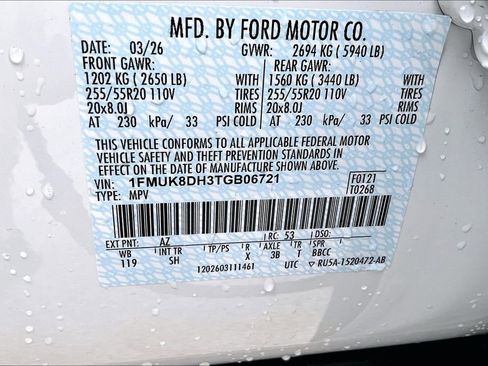 MFD. BY FORD MOTOR CO.
DATE: 03/26 GVWR: 2694 KG ( 5940 LB)
FRONT GAWR: REAR GAWR:
1202 KG ( 2650 LB) WITH 1560 KG ( 3440 LB) WITH
255/55R20 110V TIRES 255/55R20 110V TIRES
20x8.0J RIMS 20x8.0J RIMS
AT 230 kPa/ 33 PSI COLD AT 230 kPa/ 33 PSI COLD
THIS VEHICLE CONFORMS TO ALL APPLICABLE FEDERAL MOTOR
VEHICLE SAFETY AND THEFT PREVENTION STANDARDS IN
EFFECT ON THE DATE OF MANUFACTURE SHOWN ABOVE.
VIN: 1FMUK8DH3TGB06721 F0T21
TYPE: MPV T0268
EXT PNT: AZ RC: 53 DSO:
WB INT TR TP/PS R AXLE TR SPR
119 SH X 3B T BBCC
1202603111461 UTC ▽ RU5A-1520472-AB